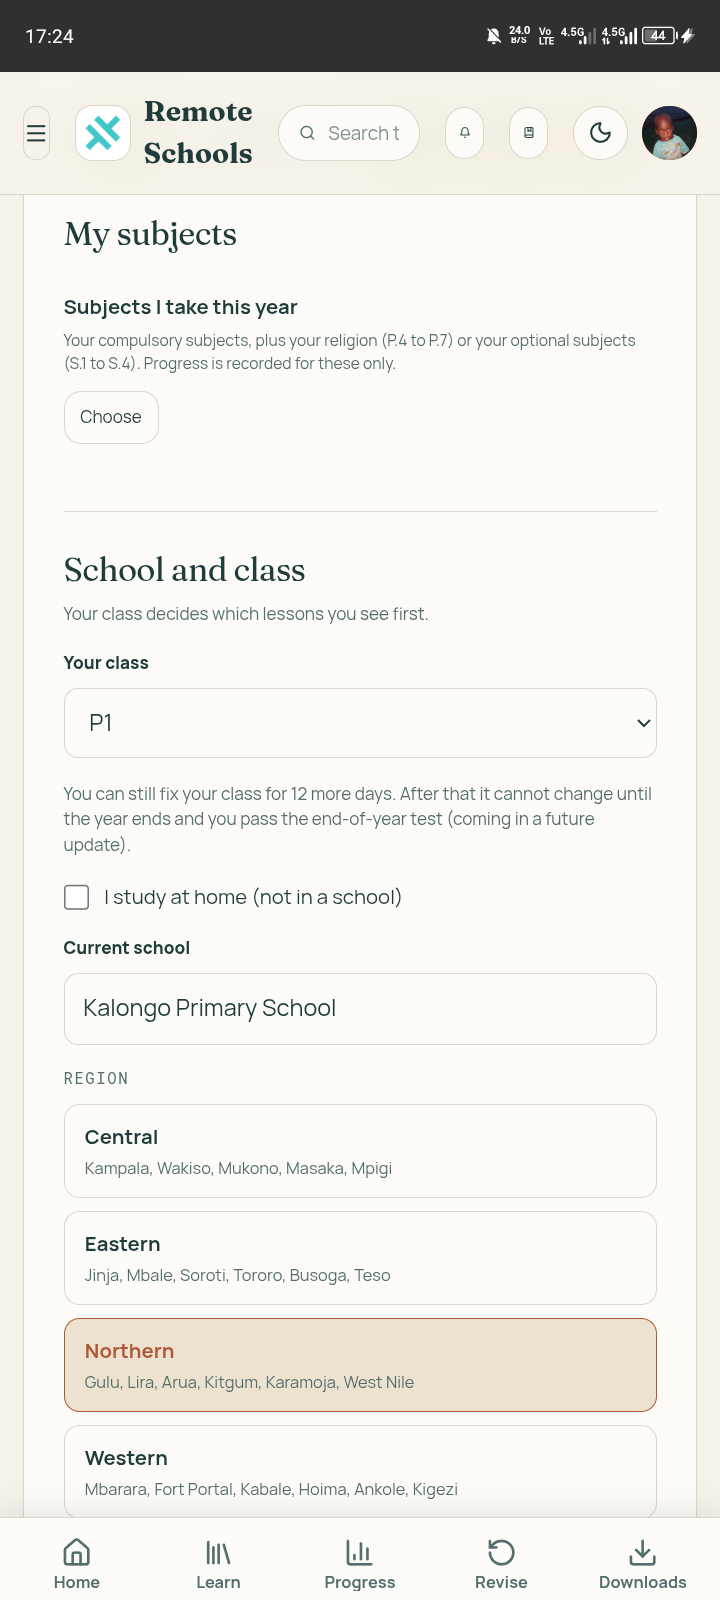 17:24
24.0
B/S
Vo
LTE
4.5G
4.5G
44
Remote
Schools
Search t
My subjects
Subjects I take this year
Your compulsory subjects, plus your religion (P.4 to P.7) or your optional subjects
(S.1 to S.4). Progress is recorded for these only.
Choose
School and class
Your class decides which lessons you see first.
Your class
P1
You can still fix your class for 12 more days. After that it cannot change until
the year ends and you pass the end-of-year test (coming in a future
update).
I study at home (not in a school)
Current school
Kalongo Primary School
REGION
Central
Kampala, Wakiso, Mukono, Masaka, Mpigi
Eastern
Jinja, Mbale, Soroti, Tororo, Busoga, Teso
Northern
Gulu, Lira, Arua, Kitgum, Karamoja, West Nile
Western
Mbarara, Fort Portal, Kabale, Hoima, Ankole, Kigezi
Home
Learn
Progress
Revise
Downloads